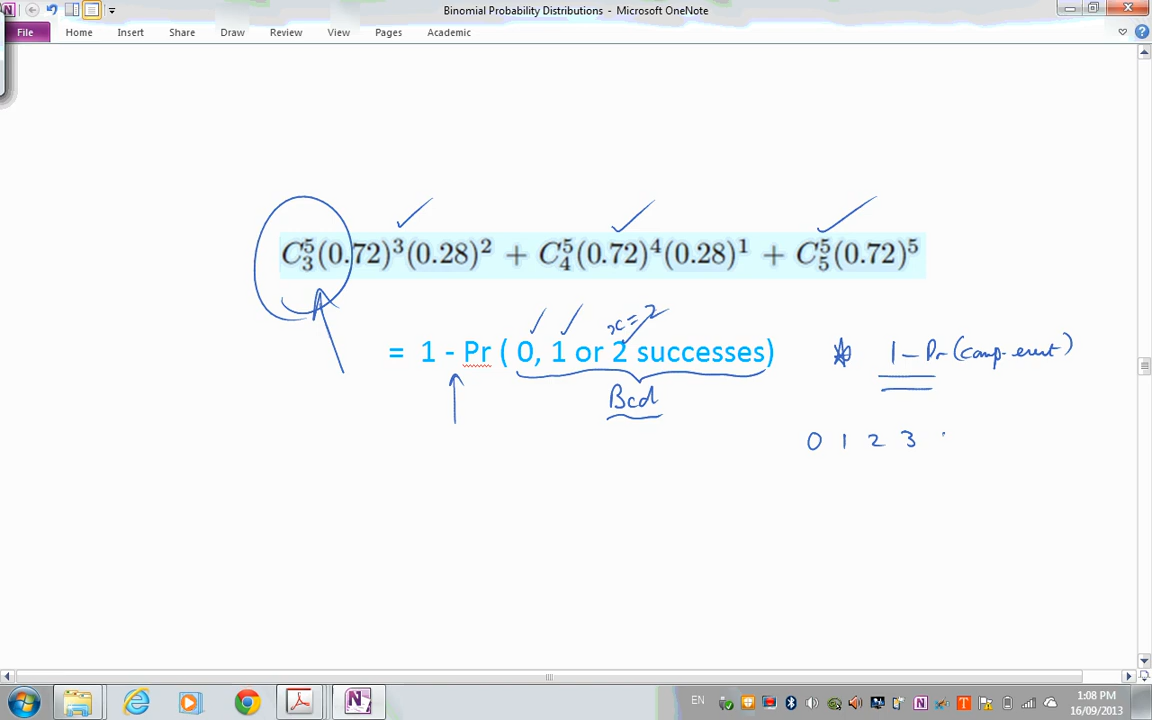 Binomial Probability Distributions - Microsoft OneNote
File Home Insert Share Draw Review View Pages Academic
C₃⁵(0.72)³(0.28)² + C₄⁵(0.72)⁴(0.28)¹ + C₅⁵(0.72)⁵
x=2
= 1 - Pr ( 0, 1 or 2 successes)
1 - Pr (comp. event)
Bcd
0 1 2 3
EN
1:08 PM
16/09/2013